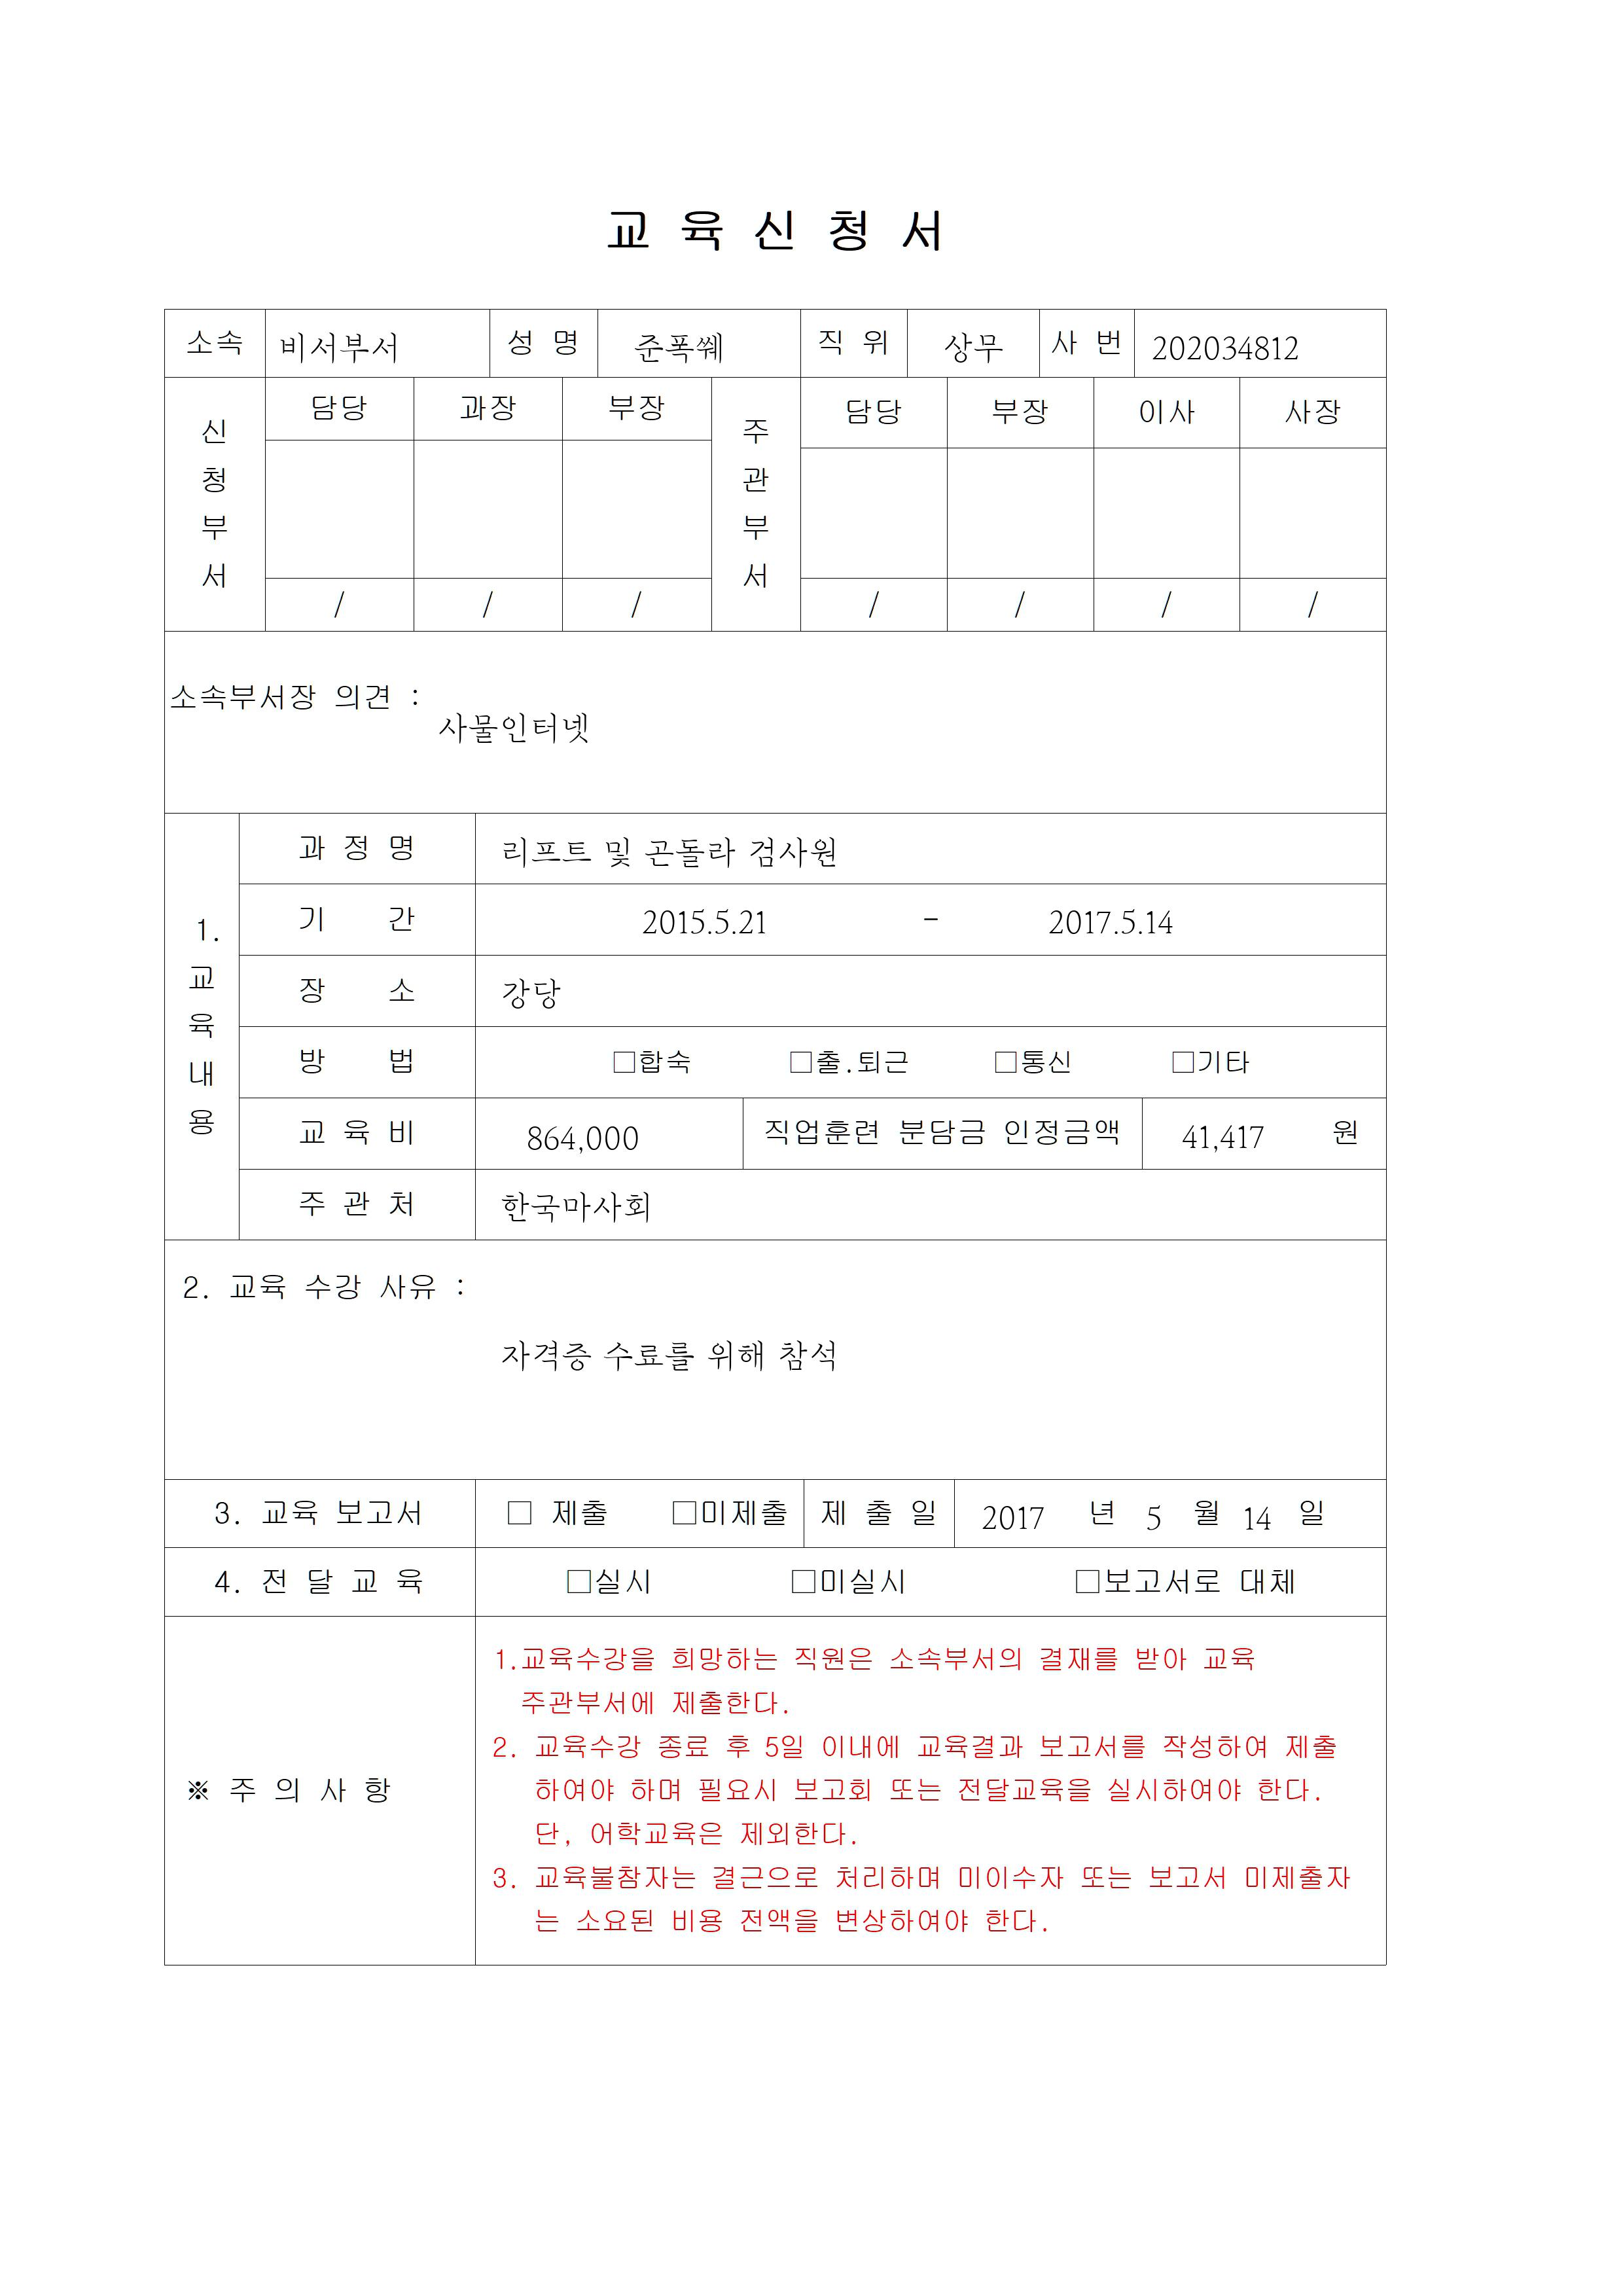 교 육 신 청 서
소속 비서부서 성 명 준폭쉐 직 위 상무 사 번 202034812
신청부서 담당 과장 부장 주관부서 담당 부장 이사 사장
/ / / / / / /
소속부서장 의견 :
사물인터넷
1. 교육내용
과 정 명 리프트 및 곤돌라 검사원
기 간 2015.5.21 - 2017.5.14
장 소 강당
방 법 □합숙 □출.퇴근 □통신 □기타
교 육 비 864,000 직업훈련 분담금 인정금액 41,417 원
주 관 처 한국마사회
2. 교육 수강 사유 :
자격증 수료를 위해 참석
3. 교육 보고서 □ 제출 □미제출 제 출 일 2017 년 5 월 14 일
4. 전 달 교 육 □실시 □미실시 □보고서로 대체
※ 주 의 사 항
1.교육수강을 희망하는 직원은 소속부서의 결재를 받아 교육
주관부서에 제출한다.
2. 교육수강 종료 후 5일 이내에 교육결과 보고서를 작성하여 제출
하여야 하며 필요시 보고회 또는 전달교육을 실시하여야 한다.
단, 어학교육은 제외한다.
3. 교육불참자는 결근으로 처리하며 미이수자 또는 보고서 미제출자
는 소요된 비용 전액을 변상하여야 한다.